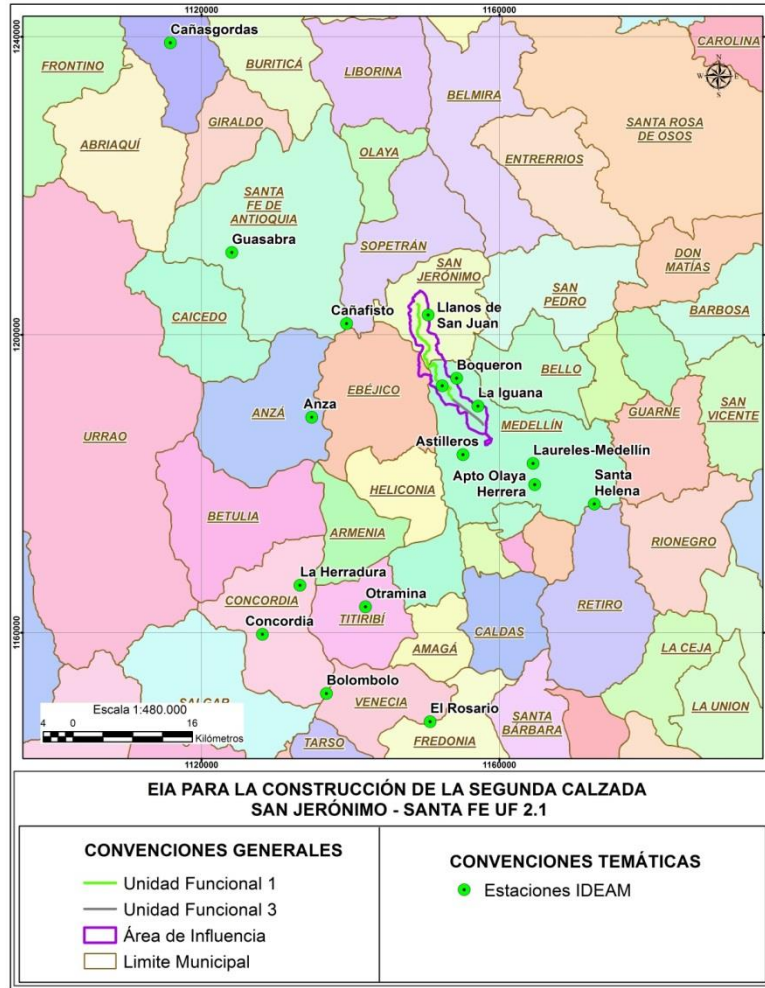 1120000
1160000
1240000
1200000
1160000
Cañasgordas
CAROLINA
FRONTINO
BURITICÁ
LIBORINA
BELMIRA
N
W
E
S
GIRALDO
SANTA ROSA
DE OSOS
ABRIAQUÍ
OLAYA
ENTRERRIOS
SANTA
FE DE
ANTIOQUIA
Guasabra
SOPETRÁN
SAN
JERÓNIMO
DON
MATÍAS
SAN
PEDRO
BARBOSA
CAICEDO
Cañafisto
Llanos de
San Juan
Boqueron
BELLO
EBÉJICO
La Iguana
SAN
VICENTE
ANZÁ
Anza
MEDELLÍN
GUARNE
URRAO
Astilleros
Laureles-Medellín
Apto Olaya
Herrera
Santa
Helena
HELICONIA
BETULIA
ARMENIA
RIONEGRO
La Herradura
CONCORDIA
Otramina
TITIRIBÍ
RETIRO
Concordia
AMAGÁ
CALDAS
LA CEJA
Bolombolo
SALGAR
VENECIA
El Rosario
SANTA
BÁRBARA
LA UNION
TARSO
FREDONIA
Escala 1:480.000
4 0 16
Kilómetros
1120000
1160000
EIA PARA LA CONSTRUCCIÓN DE LA SEGUNDA CALZADA
SAN JERÓNIMO - SANTA FE UF 2.1
CONVENCIONES GENERALES
Unidad Funcional 1
Unidad Funcional 3
Área de Influencia
Limite Municipal
CONVENCIONES TEMÁTICAS
Estaciones IDEAM